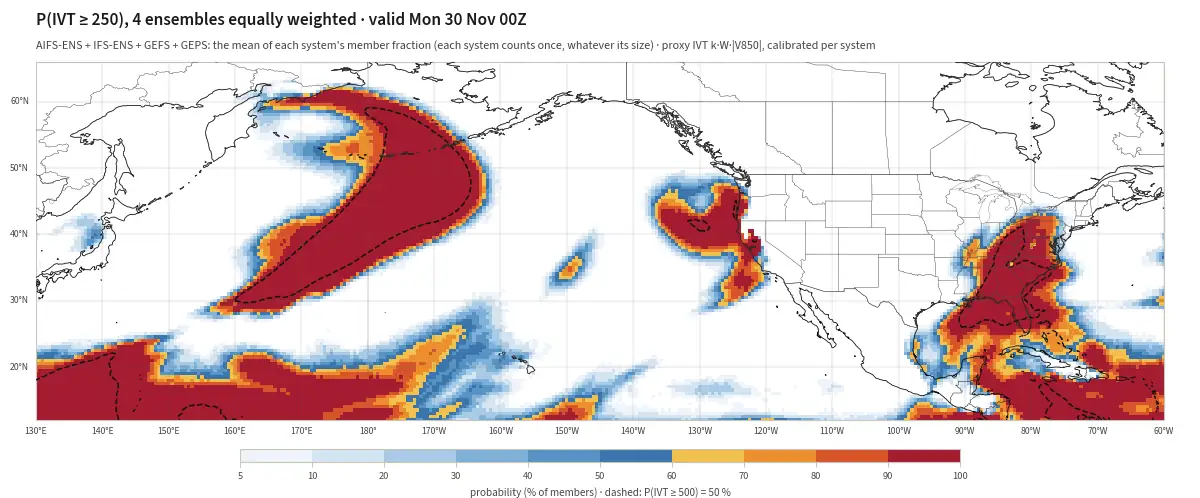 P(IVT ≥ 250), 4 ensembles equally weighted · valid Mon 30 Nov 00Z
AIFS-ENS + IFS-ENS + GEFS + GEPS: the mean of each system's member fraction (each system counts once, whatever its size) · proxy IVT k·W·|V850|, calibrated per system
60°N
50°N
40°N
30°N
20°N
130°E 140°E 150°E 160°E 170°E 180° 170°W 160°W 150°W 140°W 130°W 120°W 110°W 100°W 90°W 80°W 70°W 60°W
5 10 20 30 40 50 60 70 80 90 100
probability (% of members) · dashed: P(IVT ≥ 500) = 50 %